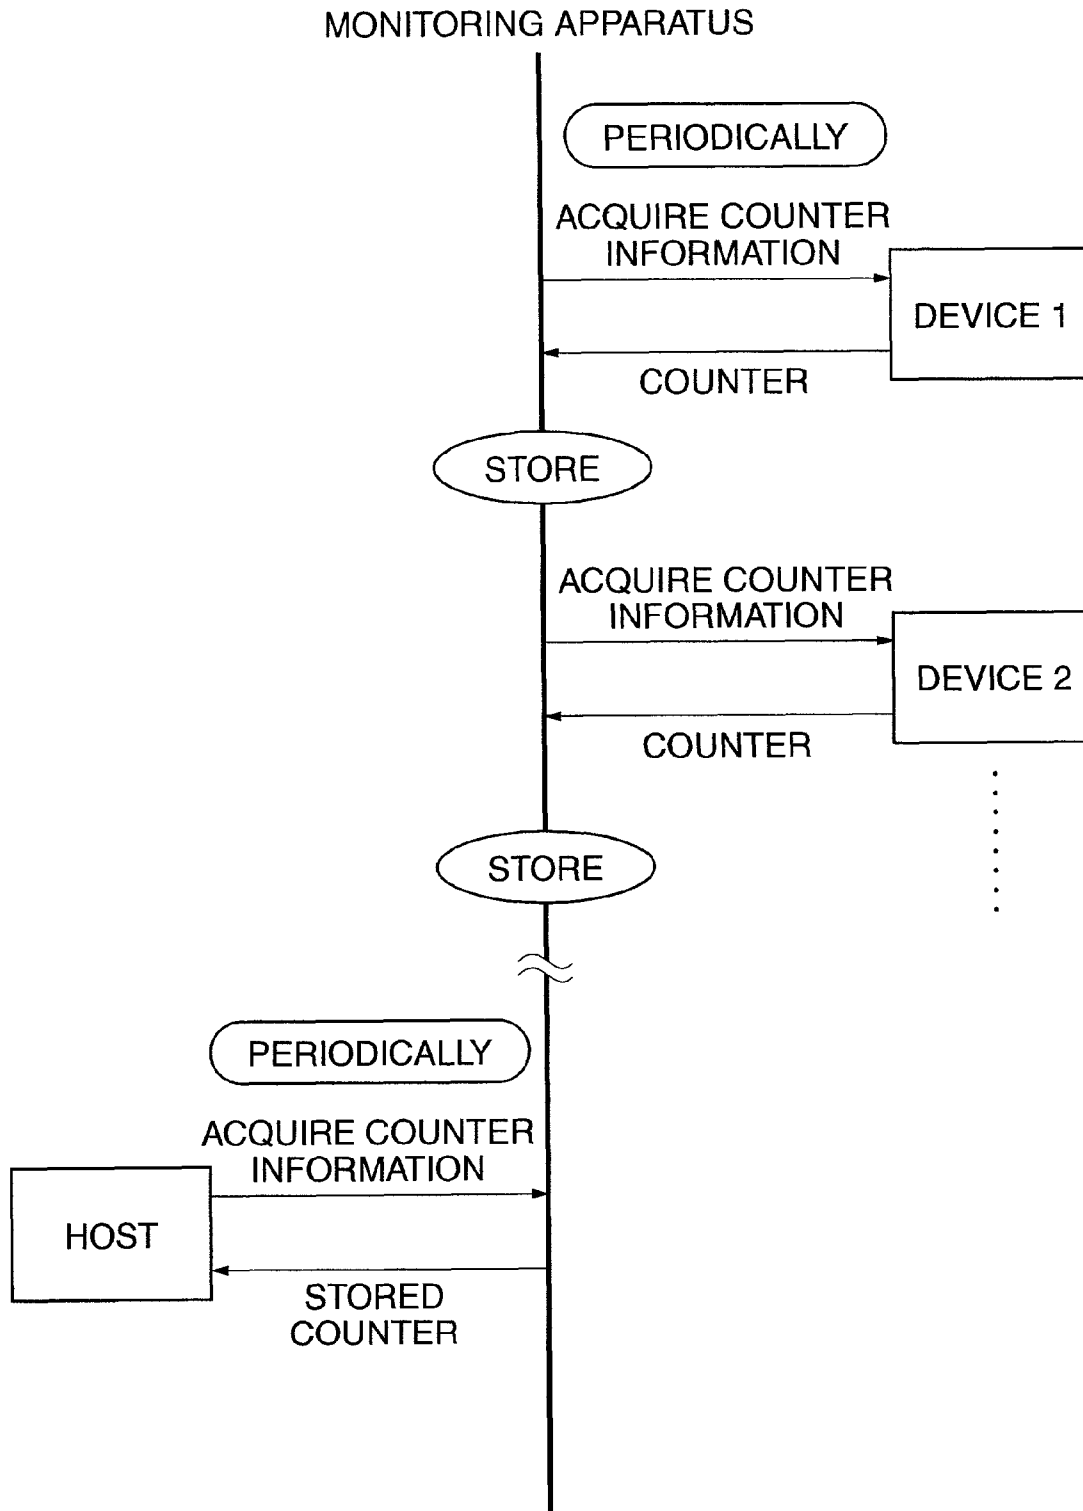 MONITORING APPARATUS
PERIODICALLY
ACQUIRE COUNTER
INFORMATION
DEVICE 1
COUNTER
STORE
ACQUIRE COUNTER
INFORMATION
DEVICE 2
COUNTER
STORE
PERIODICALLY
ACQUIRE COUNTER
INFORMATION
HOST
STORED
COUNTER